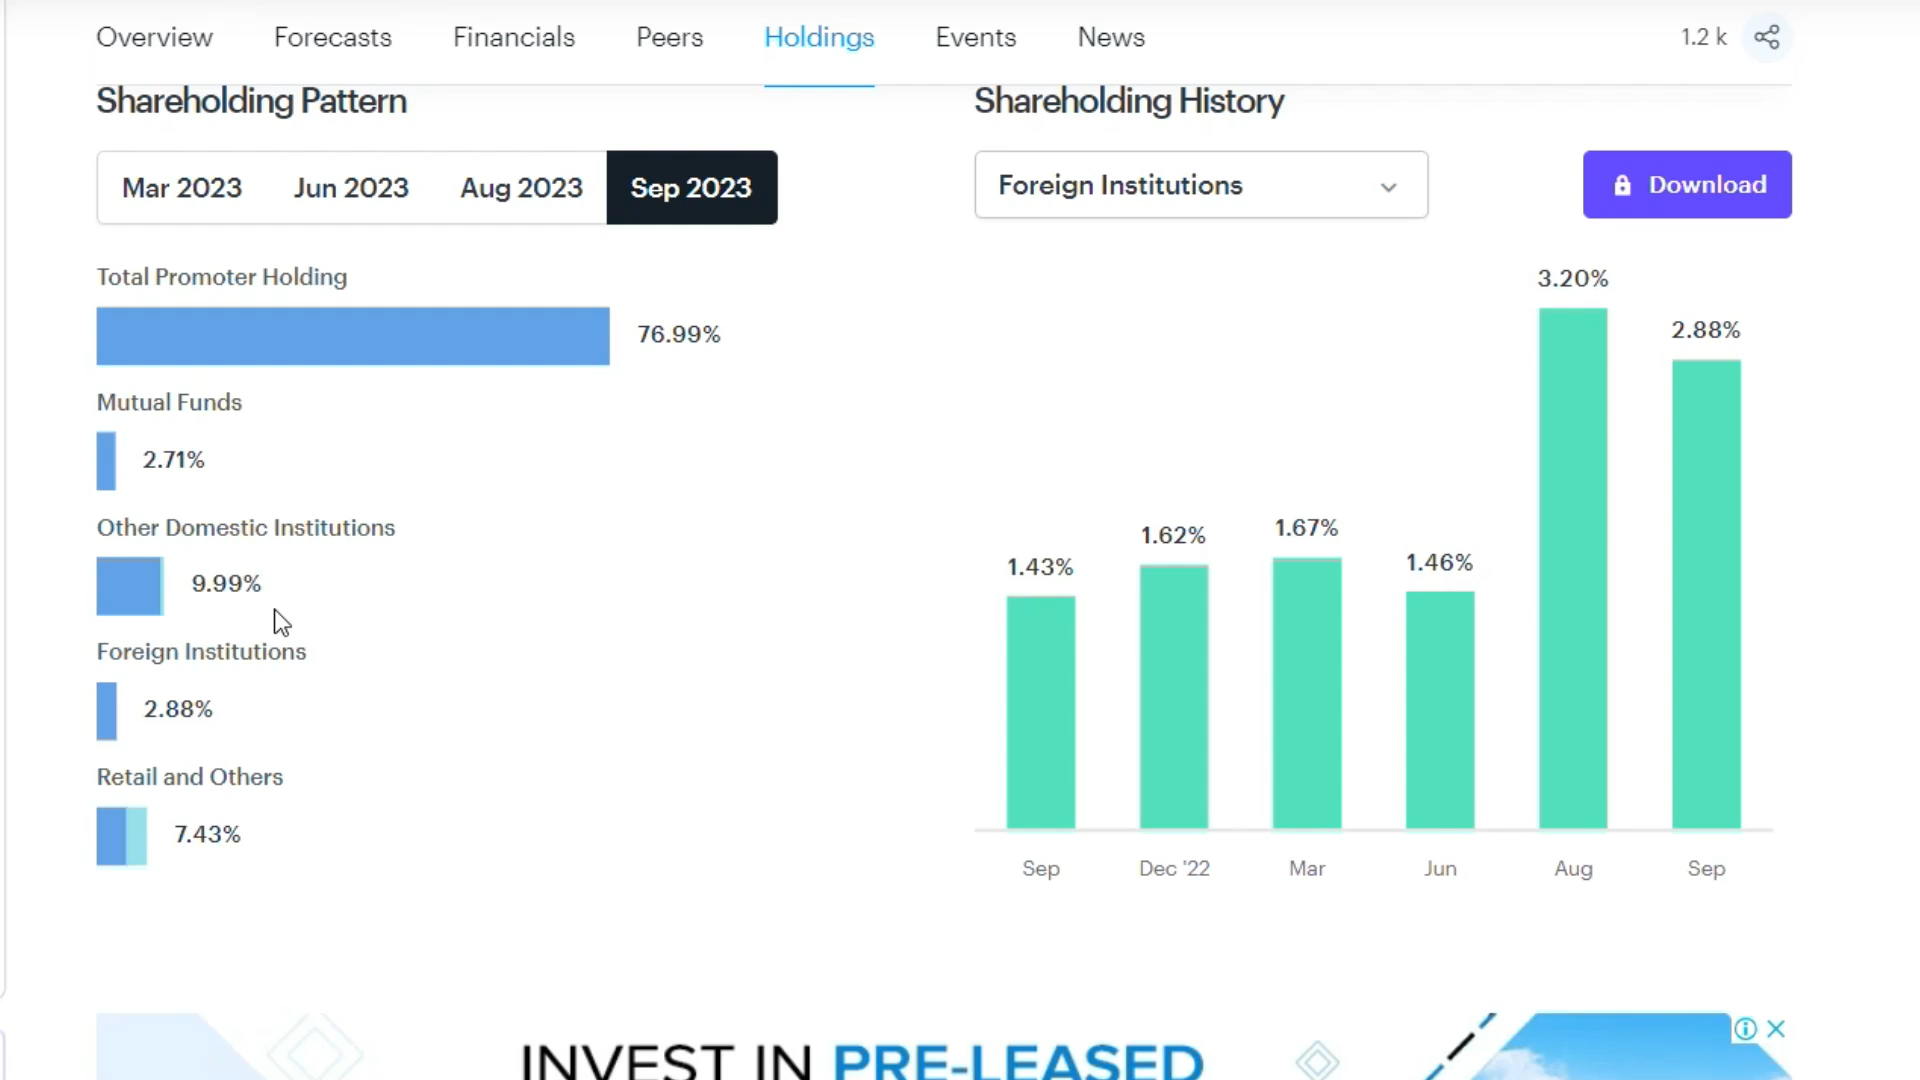 Overview Forecasts Financials Peers Holdings Events News 1.2 k
Shareholding Pattern
Mar 2023 Jun 2023 Aug 2023 Sep 2023
Total Promoter Holding
76.99%
Mutual Funds
2.71%
Other Domestic Institutions
9.99%
Foreign Institutions
2.88%
Retail and Others
7.43%
Shareholding History
Foreign Institutions
Download
3.20%
2.88%
1.67%
1.62%
1.46%
1.43%
Sep Dec '22 Mar Jun Aug Sep
INVEST IN PRE-LEASED